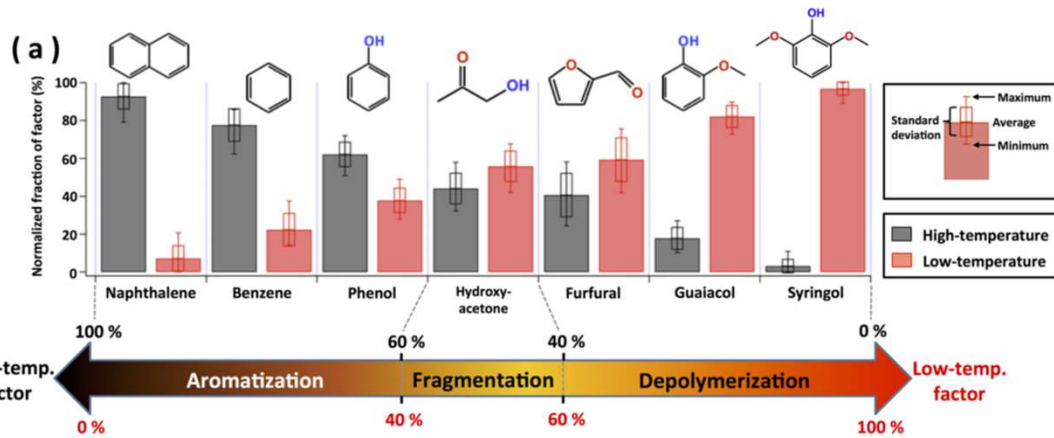 (a)
OH
O
OH
O
O
OH
O
OH
O
O
Normalized fraction of factor (%)
100
80
60
40
20
0
Maximum
Standard deviation
Average
Minimum
High-temperature
Low-temperature
Naphthalene
Benzene
Phenol
Hydroxy-
acetone
Furfural
Guaiacol
Syringol
100 %
60 %
40 %
0 %
-temp.
ctor
Aromatization
Fragmentation
Depolymerization
Low-temp.
factor
0 %
40 %
60 %
100 %